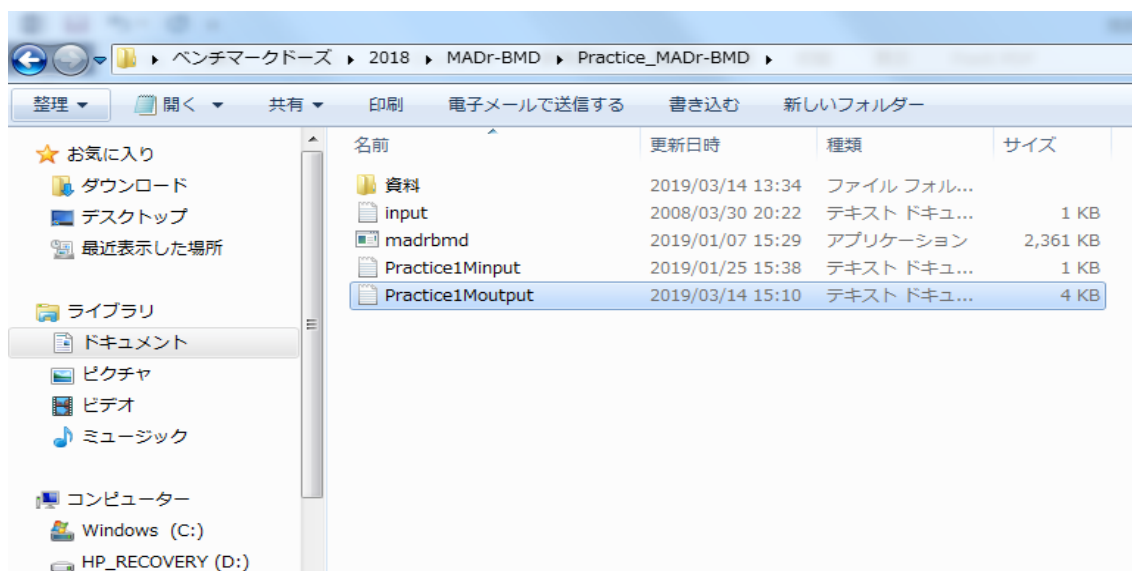 ベンチマークドーズ ▸ 2018 ▸ MADr-BMD ▸ Practice_MADr-BMD ▸
整理 ▼ 開く ▼ 共有 ▼ 印刷 電子メールで送信する 書き込む 新しいフォルダー
お気に入り
ダウンロード
デスクトップ
最近表示した場所
ライブラリ
ドキュメント
ピクチャ
ビデオ
ミュージック
コンピューター
Windows (C:)
HP_RECOVERY (D:)
名前 更新日時 種類 サイズ
資料 2019/03/14 13:34 ファイル フォル...
input 2008/03/30 20:22 テキスト ドキュ... 1 KB
madrbmd 2019/01/07 15:29 アプリケーション 2,361 KB
Practice1Minput 2019/01/25 15:38 テキスト ドキュ... 1 KB
Practice1Moutput 2019/03/14 15:10 テキスト ドキュ... 4 KB